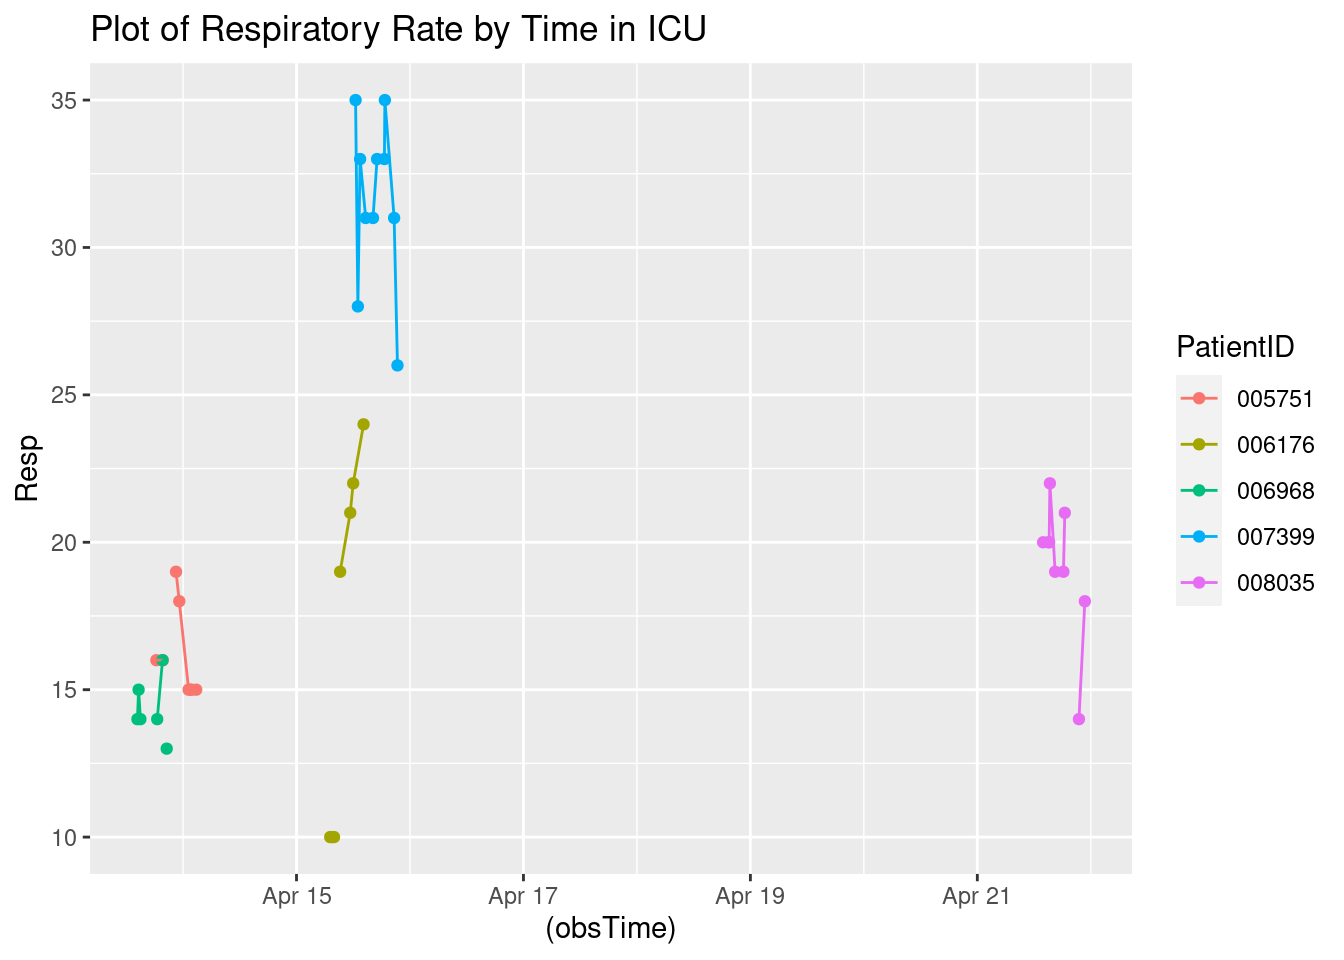 Plot of Respiratory Rate by Time in ICU
35
30
25
20
15
10
Resp
Apr 15
Apr 17
Apr 19
Apr 21
(obsTime)
PatientID
005751
006176
006968
007399
008035